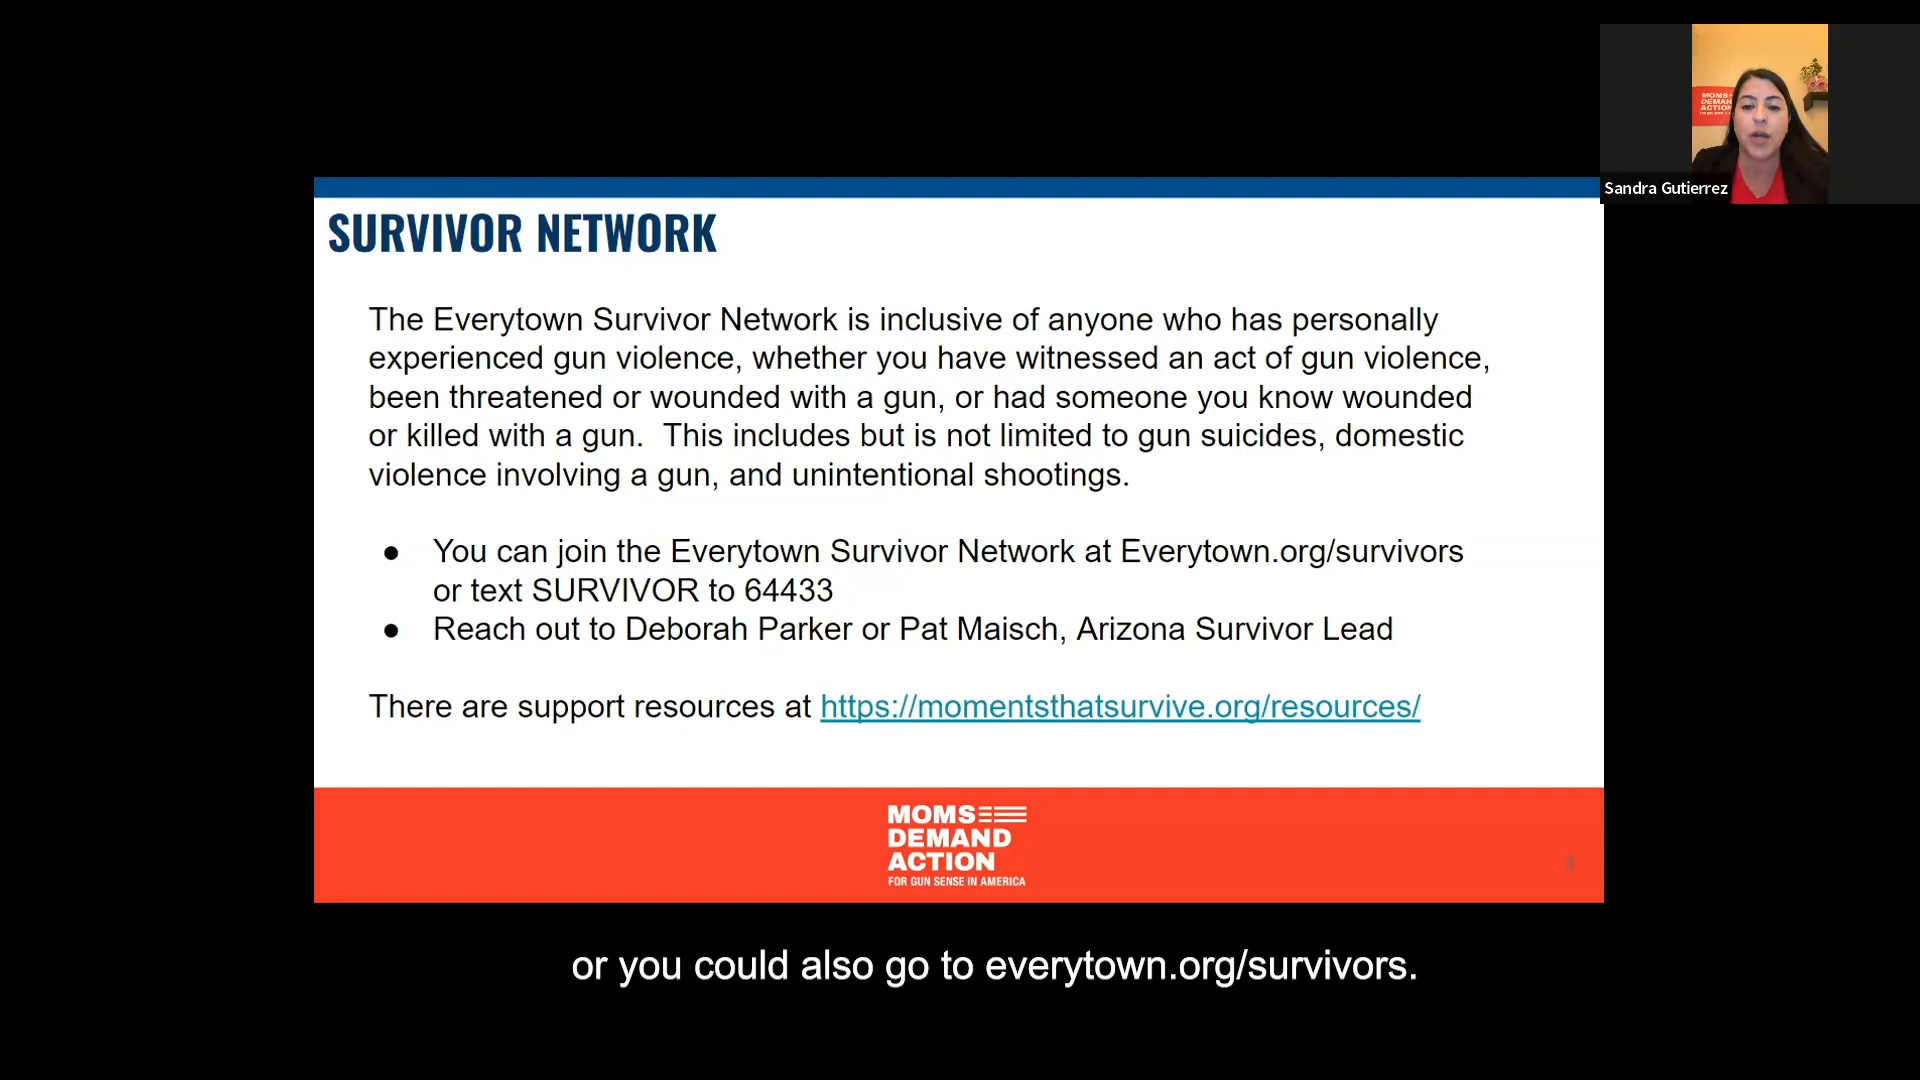 MOMS
DEMAND
ACTION
Sandra Gutierrez
SURVIVOR NETWORK
The Everytown Survivor Network is inclusive of anyone who has personally
experienced gun violence, whether you have witnessed an act of gun violence,
been threatened or wounded with a gun, or had someone you know wounded
or killed with a gun.  This includes but is not limited to gun suicides, domestic
violence involving a gun, and unintentional shootings.
● You can join the Everytown Survivor Network at Everytown.org/survivors
or text SURVIVOR to 64433
● Reach out to Deborah Parker or Pat Maisch, Arizona Survivor Lead
There are support resources at https://momentsthatsurvive.org/resources/
MOMS
DEMAND
ACTION
FOR GUN SENSE IN AMERICA
or you could also go to everytown.org/survivors.